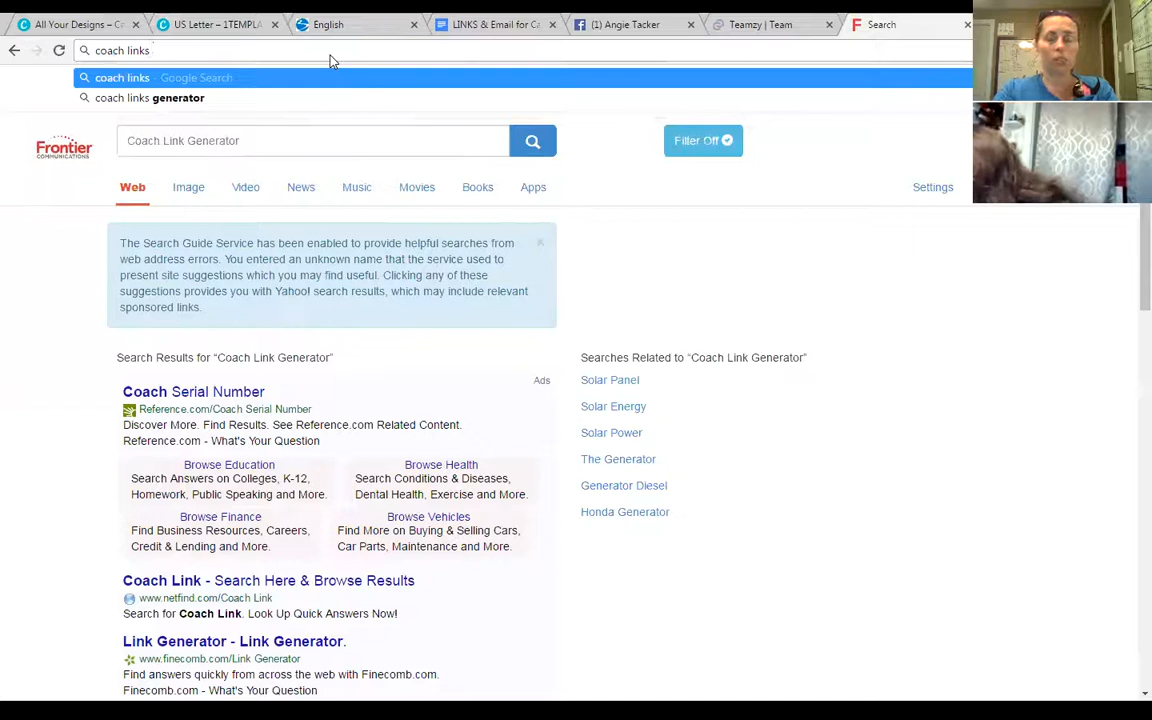 All Your Designs – C
US Letter – 1TEMPLA
English
LINKS & Email for C
(1) Angie Tacker
Teamzy | Team
Search
coach links
coach links - Google Search
coach links generator
Frontier
COMMUNICATIONS
Coach Link Generator
Filter Off
Web
Image
Video
News
Music
Movies
Books
Apps
Settings
The Search Guide Service has been enabled to provide helpful searches from
web address errors. You entered an unknown name that the service used to
present site suggestions which you may find useful. Clicking any of these
suggestions provides you with Yahoo! search results, which may include relevant
sponsored links.
x
Search Results for “Coach Link Generator”
Ads
Coach Serial Number
Reference.com/Coach Serial Number
Discover More. Find Results. See Reference.com Related Content.
Reference.com - What's Your Question
Browse Education
Search Answers on Colleges, K-12,
Homework, Public Speaking and More.
Browse Health
Search Conditions & Diseases,
Dental Health, Exercise and More.
Browse Finance
Find Business Resources, Careers,
Credit & Lending and More.
Browse Vehicles
Find More on Buying & Selling Cars,
Car Parts, Maintenance and More.
Coach Link - Search Here & Browse Results
www.netfind.com/Coach Link
Search for Coach Link. Look Up Quick Answers Now!
Link Generator - Link Generator.
www.finecomb.com/Link Generator
Find answers quickly from across the web with Finecomb.com.
Finecomb.com - What's Your Question
Searches Related to “Coach Link Generator”
Solar Panel
Solar Energy
Solar Power
The Generator
Generator Diesel
Honda Generator